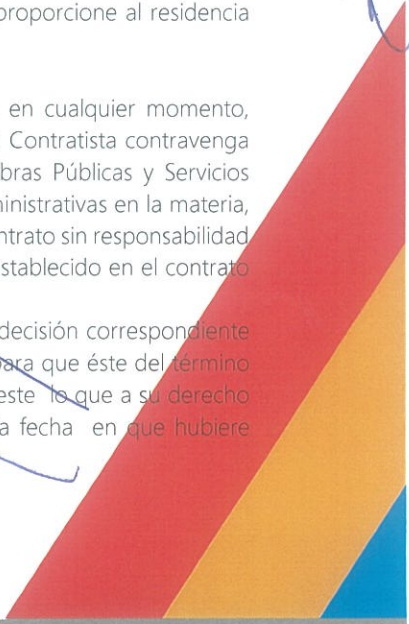 proporcione al residencia
en cualquier momento,
Contratista contravenga
bras Públicas y Servicios
ministrativas en la materia,
ntrato sin responsabilidad
stablecido en el contrato
decisión correspondiente
para que éste del término
este lo que a su derecho
a fecha en que hubiere